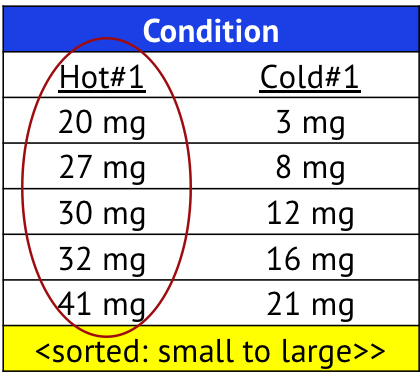 Condition
Hot#1 Cold#1
20 mg 3 mg
27 mg 8 mg
30 mg 12 mg
32 mg 16 mg
41 mg 21 mg
<sorted: small to large>>